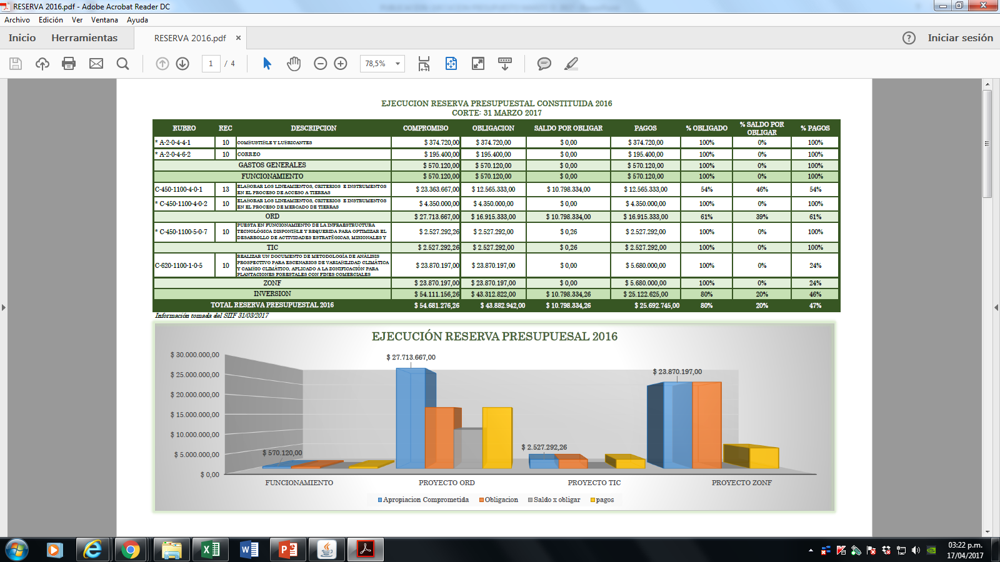 RESERVA 2016.pdf - Adobe Acrobat Reader DC
Archivo Edición Ver Ventana Ayuda
Inicio Herramientas RESERVA 2016.pdf × ? Iniciar sesión
1 / 4 78,5%
EJECUCION RESERVA PRESUPUESTAL CONSTITUIDA 2016
CORTE: 31 MARZO 2017
RUBRO REC DESCRIPCION COMPROMISO OBLIGACION SALDO POR OBLIGAR PAGOS % OBLIGADO % SALDO POR OBLIGAR % PAGOS
* A-2-0-4-4-1 10 COMBUSTIBLE Y LUBRICANTES $ 374.720,00 $ 374.720,00 $ 0,00 $ 374.720,00 100% 0% 100%
* A-2-0-4-6-2 10 CORREO $ 195.400,00 $ 195.400,00 $ 0,00 $ 195.400,00 100% 0% 100%
GASTOS GENERALES $ 570.120,00 $ 570.120,00 $ 0,00 $ 570.120,00 100% 0% 100%
FUNCIONAMIENTO $ 570.120,00 $ 570.120,00 $ 0,00 $ 570.120,00 100% 0% 100%
C-450-1100-4-0-1 13 ELABORAR LOS LINEAMIENTOS, CRITERIOS E INSTRUMENTOS EN EL PROCESO DE ACCESO A TIERRAS $ 23.363.667,00 $ 12.565.333,00 $ 10.798.334,00 $ 12.565.333,00 54% 46% 54%
* C-450-1100-4-0-2 10 ELABORAR LOS LINEAMIENTOS, CRITERIOS E INSTRUMENTOS EN EL PROCESO DE MERCADO DE TIERRAS $ 4.350.000,00 $ 4.350.000,00 $ 0,00 $ 4.350.000,00 100% 0% 100%
ORD $ 27.713.667,00 $ 16.915.333,00 $ 10.798.334,00 $ 16.915.333,00 61% 39% 61%
* C-450-1100-5-0-7 10 PUESTA EN FUNCIONAMIENTO DE LA INFRAESTRUCTURA TECNOLÓGICA DISPONIBLE Y REQUERIDA PARA OPTIMIZAR EL DESARROLLO DE ACTIVIDADES ESTRATÉGICAS, MISIONALES Y $ 2.527.292,26 $ 2.527.292,00 $ 0,26 $ 2.527.292,00 100% 0% 100%
TIC $ 2.527.292,26 $ 2.527.292,00 $ 0,26 $ 2.527.292,00 100% 0% 100%
C-620-1100-1-0-5 10 REALIZAR UN DOCUMENTO DE METODOLOGÍA DE ANÁLISIS PROSPECTIVO PARA ESCENARIOS DE VARIABILIDAD CLIMÁTICA Y CAMBIO CLIMÁTICO, APLICADO A LA ZONIFICACIÓN PARA PLANTACIONES FORESTALES CON FINES COMERCIALES $ 23.870.197,00 $ 23.870.197,00 $ 0,00 $ 5.680.000,00 100% 0% 24%
ZONF $ 23.870.197,00 $ 23.870.197,00 $ 0,00 $ 5.680.000,00 100% 0% 24%
INVERSION $ 54.111.156,26 $ 43.312.822,00 $ 10.798.334,26 $ 25.122.625,00 80% 20% 46%
TOTAL RESERVA PRESUPUESTAL 2016 $ 54.681.276,26 $ 43.882.942,00 $ 10.798.334,26 $ 25.692.745,00 80% 20% 47%
Información tomada del SIIF 31/03/2017
EJECUCIÓN RESERVA PRESUPUESAL 2016
$ 30.000.000,00
$ 25.000.000,00
$ 20.000.000,00
$ 15.000.000,00
$ 10.000.000,00
$ 5.000.000,00
$ 0,00
$ 570.120,00
$ 27.713.667,00
$ 2.527.292,26
$ 23.870.197,00
FUNCIONAMIENTO PROYECTO ORD PROYECTO TIC PROYECTO ZONF
Apropiacion Comprometida Obligacion Saldo x obligar pagos
03:22 p.m.
17/04/2017